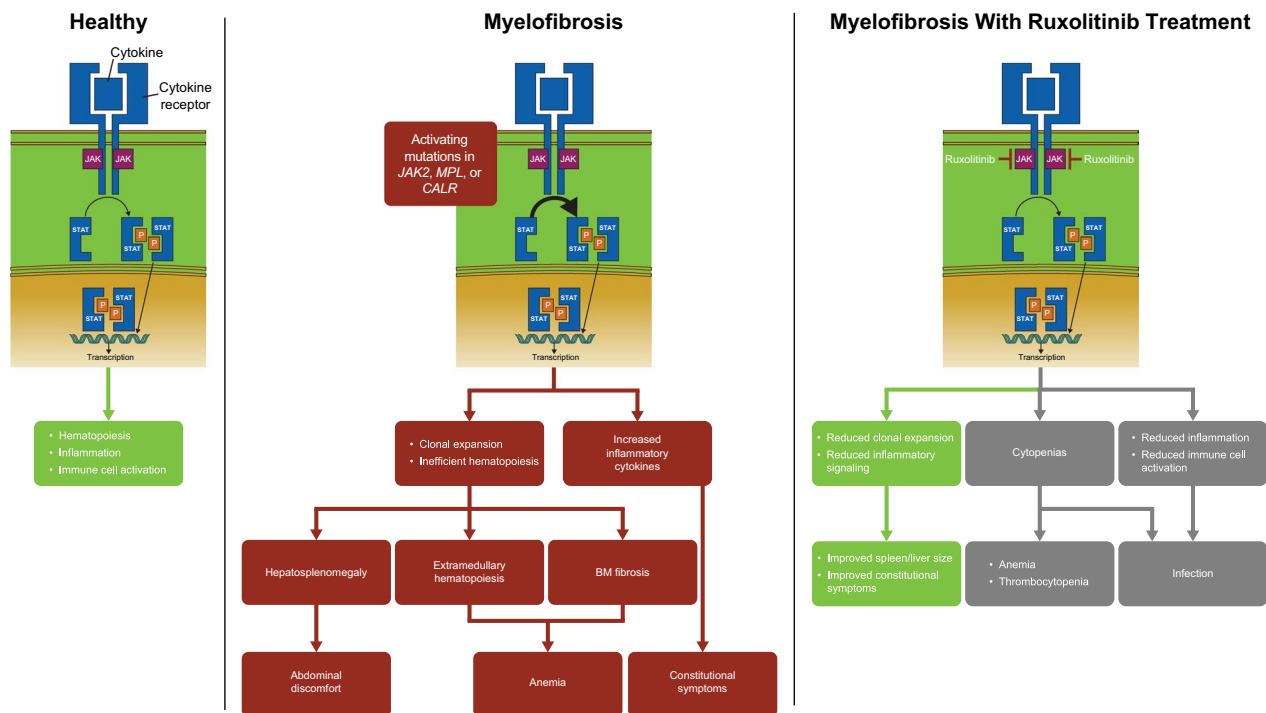 Healthy
Cytokine
Cytokine
receptor
JAK
JAK
STAT
STAT
P
P
STAT
STAT
P
P
STAT
Transcription
• Hematopoiesis
• Inflammation
• Immune cell activation
Myelofibrosis
Activating
mutations in
JAK2, MPL, or
CALR
JAK
JAK
STAT
STAT
P
P
STAT
STAT
P
P
STAT
Transcription
• Clonal expansion
• Inefficient hematopoiesis
Increased
inflammatory
cytokines
Hepatosplenomegaly
Extramedullary
hematopoiesis
BM fibrosis
Abdominal
discomfort
Anemia
Constitutional
symptoms
Myelofibrosis With Ruxolitinib Treatment
Ruxolitinib
JAK
JAK
Ruxolitinib
STAT
STAT
P
P
STAT
STAT
P
P
STAT
Transcription
• Reduced clonal expansion
• Reduced inflammatory
signaling
Cytopenias
• Reduced inflammation
• Reduced immune cell
activation
• Improved spleen/liver size
• Improved constitutional
symptoms
• Anemia
• Thrombocytopenia
Infection